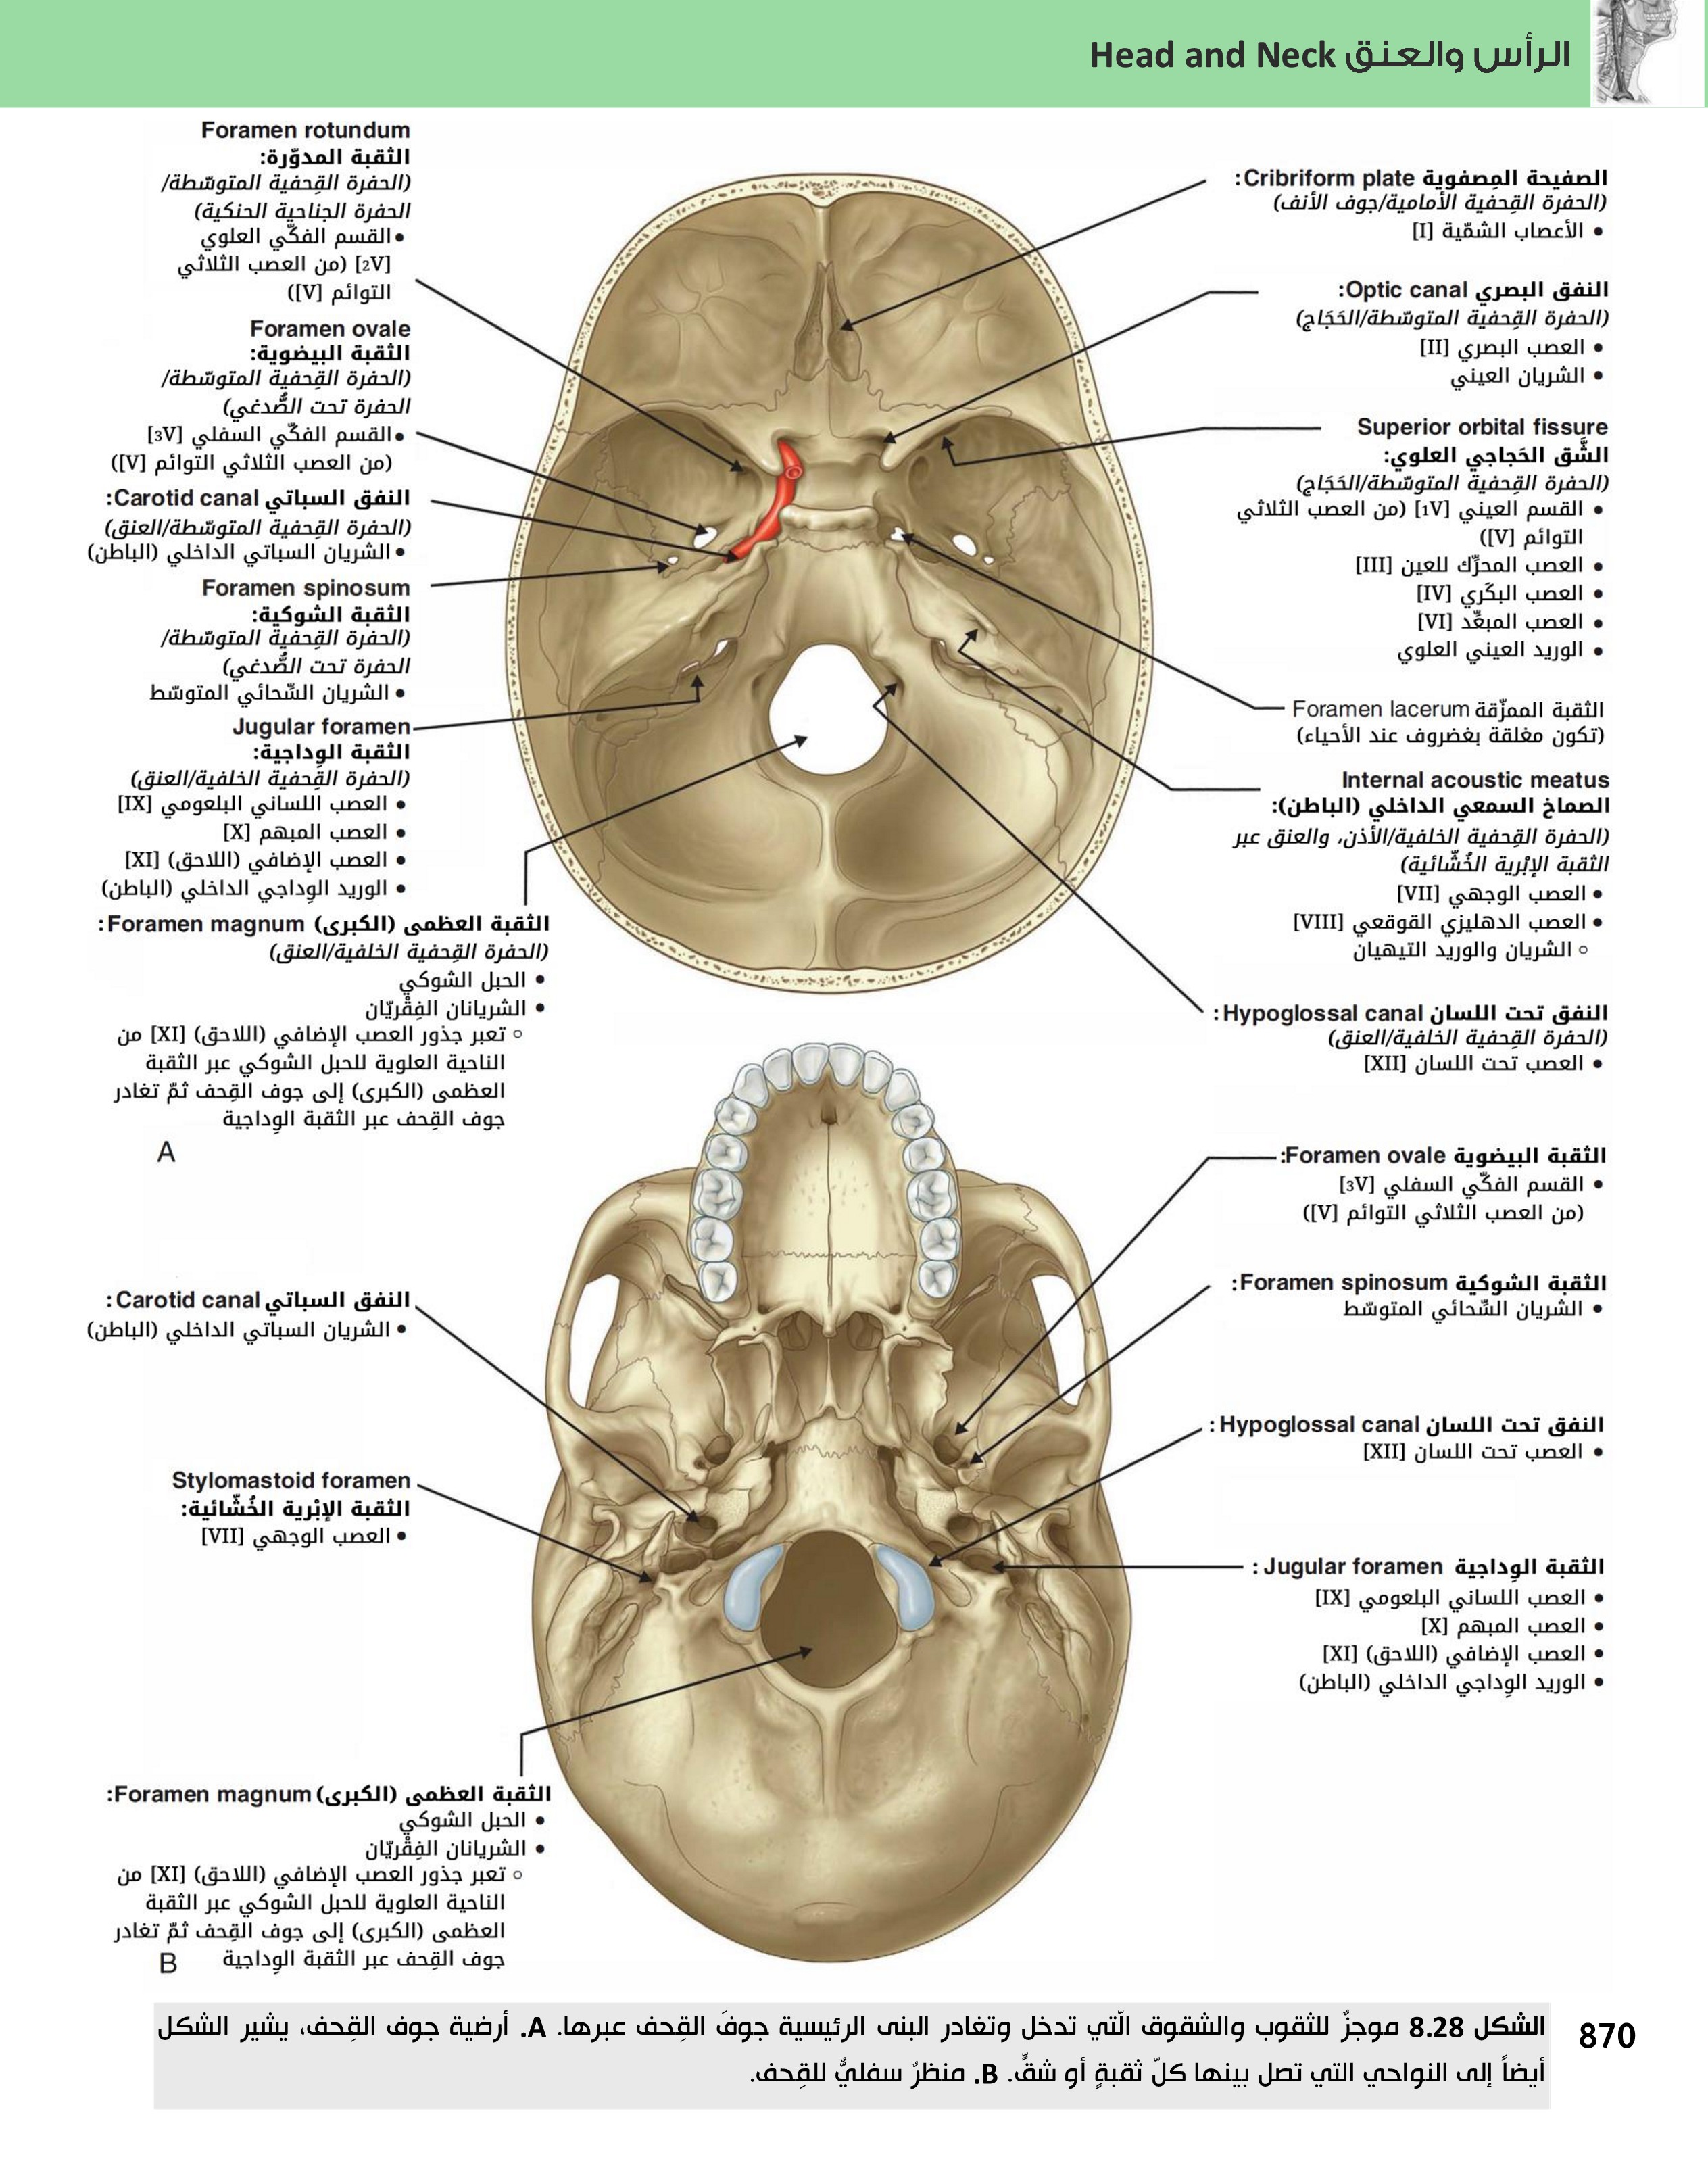 الرأس والعنق Head and Neck
الصفيحة المِصفوية Cribriform plate:
(الحفرة القِحفية الأمامية/جوف الأنف)
• الأعصاب الشمّية [I]
النفق البصري Optic canal:
(الحفرة القِحفية المتوسّطة/الحَجَاج)
• العصب البصري [II]
• الشريان العيني
Superior orbital fissure
الشَّق الحَجاجي العلوي:
(الحفرة القِحفية المتوسّطة/الحَجَاج)
• القسم العيني [1V] (من العصب الثلاثي
التوائم [V])
• العصب المحرِّك للعين [III]
• العصب البكَري [IV]
• العصب المبعِّد [VI]
• الوريد العيني العلوي
الثقبة الممزّقة Foramen lacerum
(تكون مغلقة بغضروف عند الأحياء)
Internal acoustic meatus
الصماخ السمعي الداخلي (الباطن):
(الحفرة القِحفية الخلفية/الأذن، والعنق عبر
الثقبة الإبْرية الخُشّائية)
• العصب الوجهي [VII]
• العصب الدهليزي القوقعي [VIII]
○ الشريان والوريد التيهيان
النفق تحت اللسان Hypoglossal canal:
(الحفرة القِحفية الخلفية/العنق)
• العصب تحت اللسان [XII]
Foramen rotundum
الثقبة المدوّرة:
(الحفرة القِحفية المتوسّطة/
الحفرة الجناحية الحنكية)
• القسم الفكّي العلوي
[2V] (من العصب الثلاثي
التوائم [V])
Foramen ovale
الثقبة البيضوية:
(الحفرة القِحفية المتوسّطة/
الحفرة تحت الصُّدغي)
• القسم الفكّي السفلي [3V]
(من العصب الثلاثي التوائم [V])
النفق السباتي Carotid canal:
(الحفرة القِحفية المتوسّطة/العنق)
• الشريان السباتي الداخلي (الباطن)
Foramen spinosum
الثقبة الشوكية:
(الحفرة القِحفية المتوسّطة/
الحفرة تحت الصُّدغي)
• الشريان السِّحائي المتوسّط
Jugular foramen
الثقبة الوِداجية:
(الحفرة القِحفية الخلفية/العنق)
• العصب اللساني البلعومي [IX]
• العصب المبهم [X]
• العصب الإضافي (اللاحق) [XI]
• الوريد الوِداجي الداخلي (الباطن)
الثقبة العظمى (الكبرى) Foramen magnum:
(الحفرة القِحفية الخلفية/العنق)
• الحبل الشوكي
• الشريانان الفِقْريّان
○ تعبر جذور العصب الإضافي (اللاحق) [XI] من
الناحية العلوية للحبل الشوكي عبر الثقبة
العظمى (الكبرى) إلى جوف القِحف ثمّ تغادر
جوف القِحف عبر الثقبة الوِداجية
A
الثقبة البيضوية Foramen ovale:
• القسم الفكّي السفلي [3V]
(من العصب الثلاثي التوائم [V])
الثقبة الشوكية Foramen spinosum:
• الشريان السِّحائي المتوسّط
النفق تحت اللسان Hypoglossal canal:
• العصب تحت اللسان [XII]
الثقبة الوِداجية Jugular foramen:
• العصب اللساني البلعومي [IX]
• العصب المبهم [X]
• العصب الإضافي (اللاحق) [XI]
• الوريد الوِداجي الداخلي (الباطن)
النفق السباتي Carotid canal:
• الشريان السباتي الداخلي (الباطن)
Stylomastoid foramen
الثقبة الإبْرية الخُشّائية:
• العصب الوجهي [VII]
الثقبة العظمى (الكبرى) Foramen magnum:
• الحبل الشوكي
• الشريانان الفِقْريّان
○ تعبر جذور العصب الإضافي (اللاحق) [XI] من
الناحية العلوية للحبل الشوكي عبر الثقبة
العظمى (الكبرى) إلى جوف القِحف ثمّ تغادر
جوف القِحف عبر الثقبة الوِداجية
B
الشكل 8.28 موجزٌ للثقوب والشقوق الّتي تدخل وتغادر البنى الرئيسية جوفَ القِحف عبرها. A. أرضية جوف القِحف، يشير الشكل
أيضاً إلى النواحي التي تصل بينها كلّ ثقبةٍ أو شقٍّ. B. منظرٌ سفليٌّ للقِحف.
870